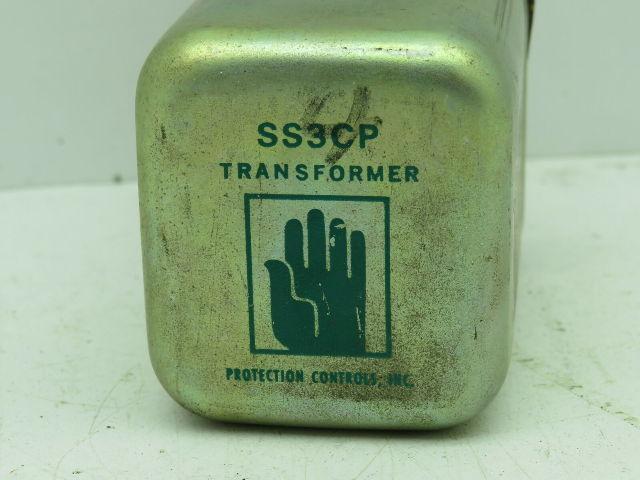 SS3CP
TRANSFORMER
PROTECTION CONTROLS, INC.